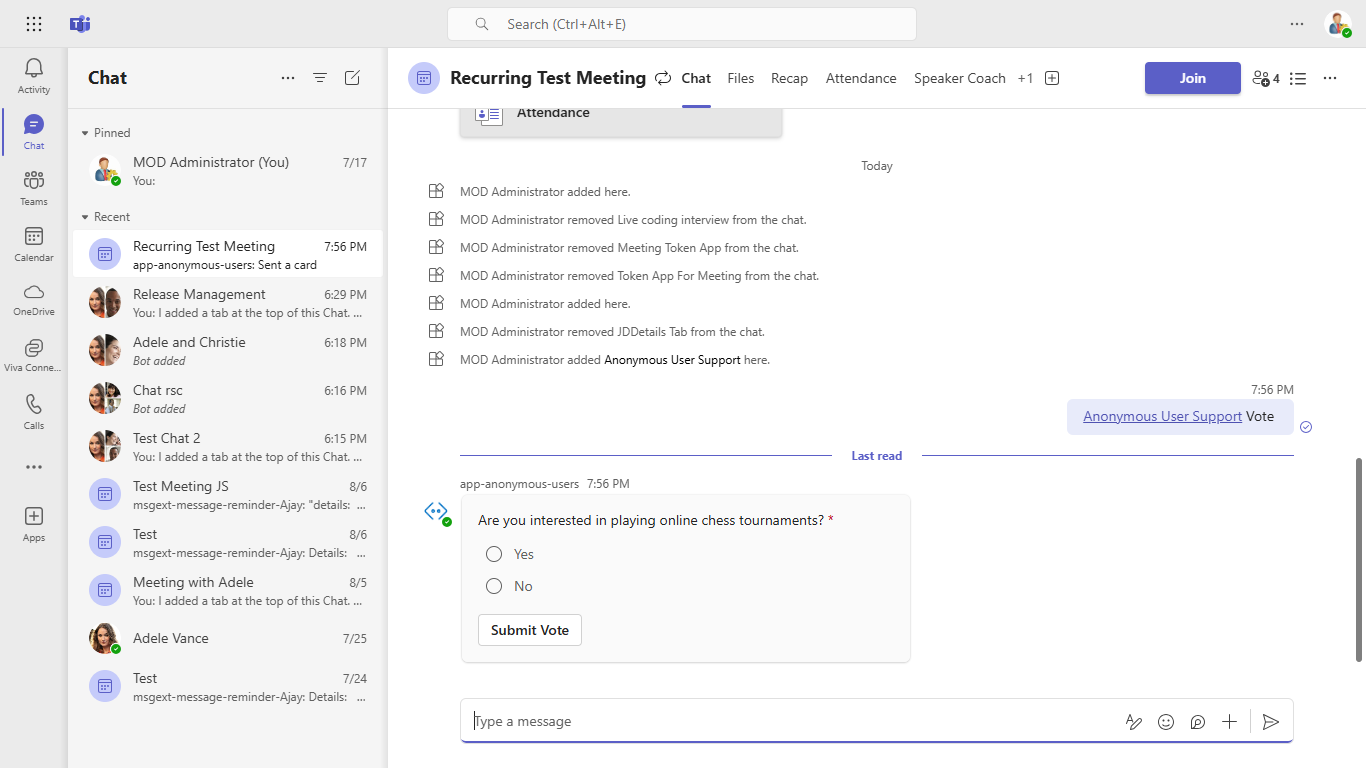 Search (Ctrl+Alt+E)
Activity
Chat
Teams
Calendar
OneDrive
Viva Conne...
Calls
Apps
Chat
Pinned
MOD Administrator (You) 7/17
You:
Recent
Recurring Test Meeting 7:56 PM
app-anonymous-users: Sent a card
Release Management 6:29 PM
You: I added a tab at the top of this Chat. ...
Adele and Christie 6:18 PM
Bot added
Chat rsc 6:16 PM
Bot added
Test Chat 2 6:15 PM
You: I added a tab at the top of this Chat. ...
Test Meeting JS 8/6
msgext-message-reminder-Ajay: "details: ...
Test 8/6
msgext-message-reminder-Ajay: Details: ...
Meeting with Adele 8/5
You: I added a tab at the top of this Chat. ...
Adele Vance 7/25
Test 7/24
msgext-message-reminder-Ajay: Details: ...
Recurring Test Meeting Chat Files Recap Attendance Speaker Coach +1 Join 4
Attendance
Today
MOD Administrator added here.
MOD Administrator removed Live coding interview from the chat.
MOD Administrator removed Meeting Token App from the chat.
MOD Administrator removed Token App For Meeting from the chat.
MOD Administrator added here.
MOD Administrator removed JDDetails Tab from the chat.
MOD Administrator added Anonymous User Support here.
7:56 PM
Anonymous User Support Vote
Last read
app-anonymous-users 7:56 PM
Are you interested in playing online chess tournaments? *
Yes
No
Submit Vote
Type a message